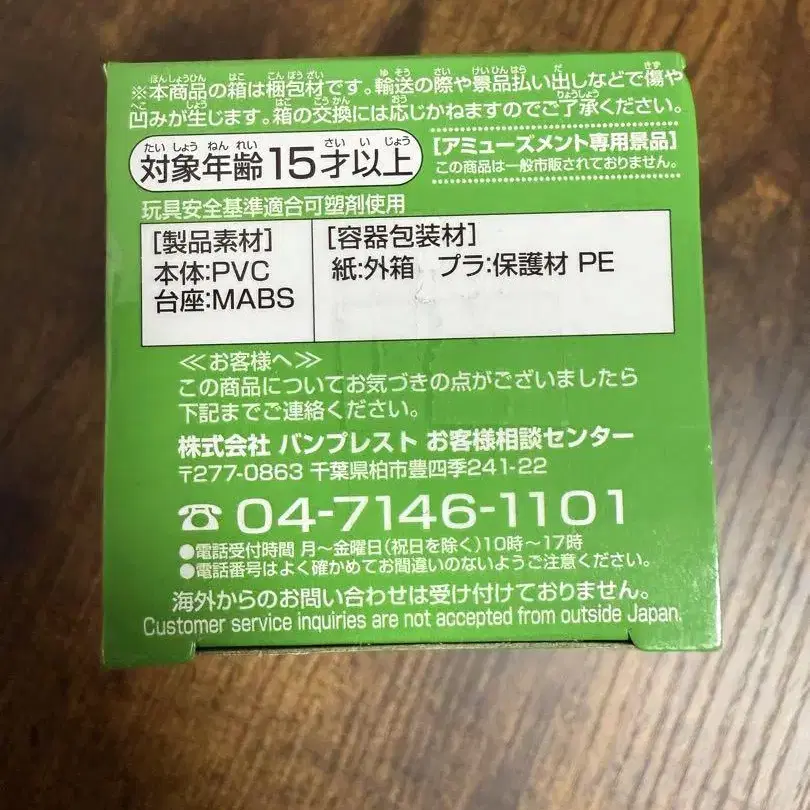 ※本商品の箱は梱包材です。輸送の際や景品払い出しなどで傷や
凹みが生じます。箱の交換には応じかねますのでご了承ください。
対象年齢15才以上
[アミューズメント専用景品]
この商品は一般市販されておりません。
玩具安全基準適合可塑剤使用
[製品素材]
本体:PVC
台座:MABS
[容器包装材]
紙:外箱 プラ:保護材 PE
≪お客様へ≫
この商品についてお気づきの点がございましたら
下記までご連絡ください。
株式会社 バンプレスト お客様相談センター
〒277-0863 千葉県柏市豊四季241-22
☎ 04-7146-1101
●電話受付時間 月～金曜日(祝日を除く)10時～17時
●電話番号はよく確かめてお間違いのないようご注意ください。
海外からのお問い合わせは受け付けておりません。
Customer service inquiries are not accepted from outside Japan.